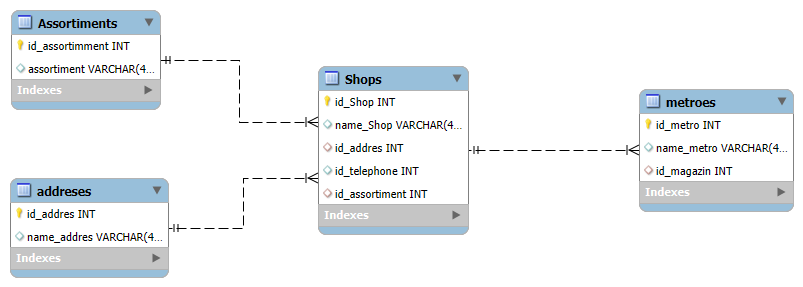 Assortiments
id_assortimment INT
assortiment VARCHAR(4...
Indexes
addreses
id_addres INT
name_addres VARCHAR(4...
Indexes
Shops
id_Shop INT
name_Shop VARCHAR(4...
id_addres INT
id_telephone INT
id_assortiment INT
Indexes
metroes
id_metro INT
name_metro VARCHAR(4...
id_magazin INT
Indexes